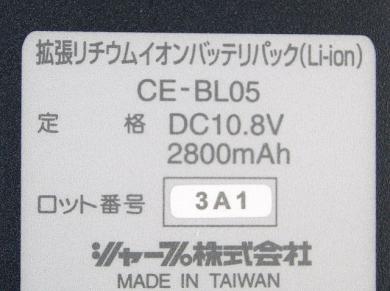 拡張リチウムイオンバッテリパック(Li-ion)
CE-BL05
定格 DC10.8V
2800mAh
ロット番号 3A1
シャープ株式会社
MADE IN TAIWAN